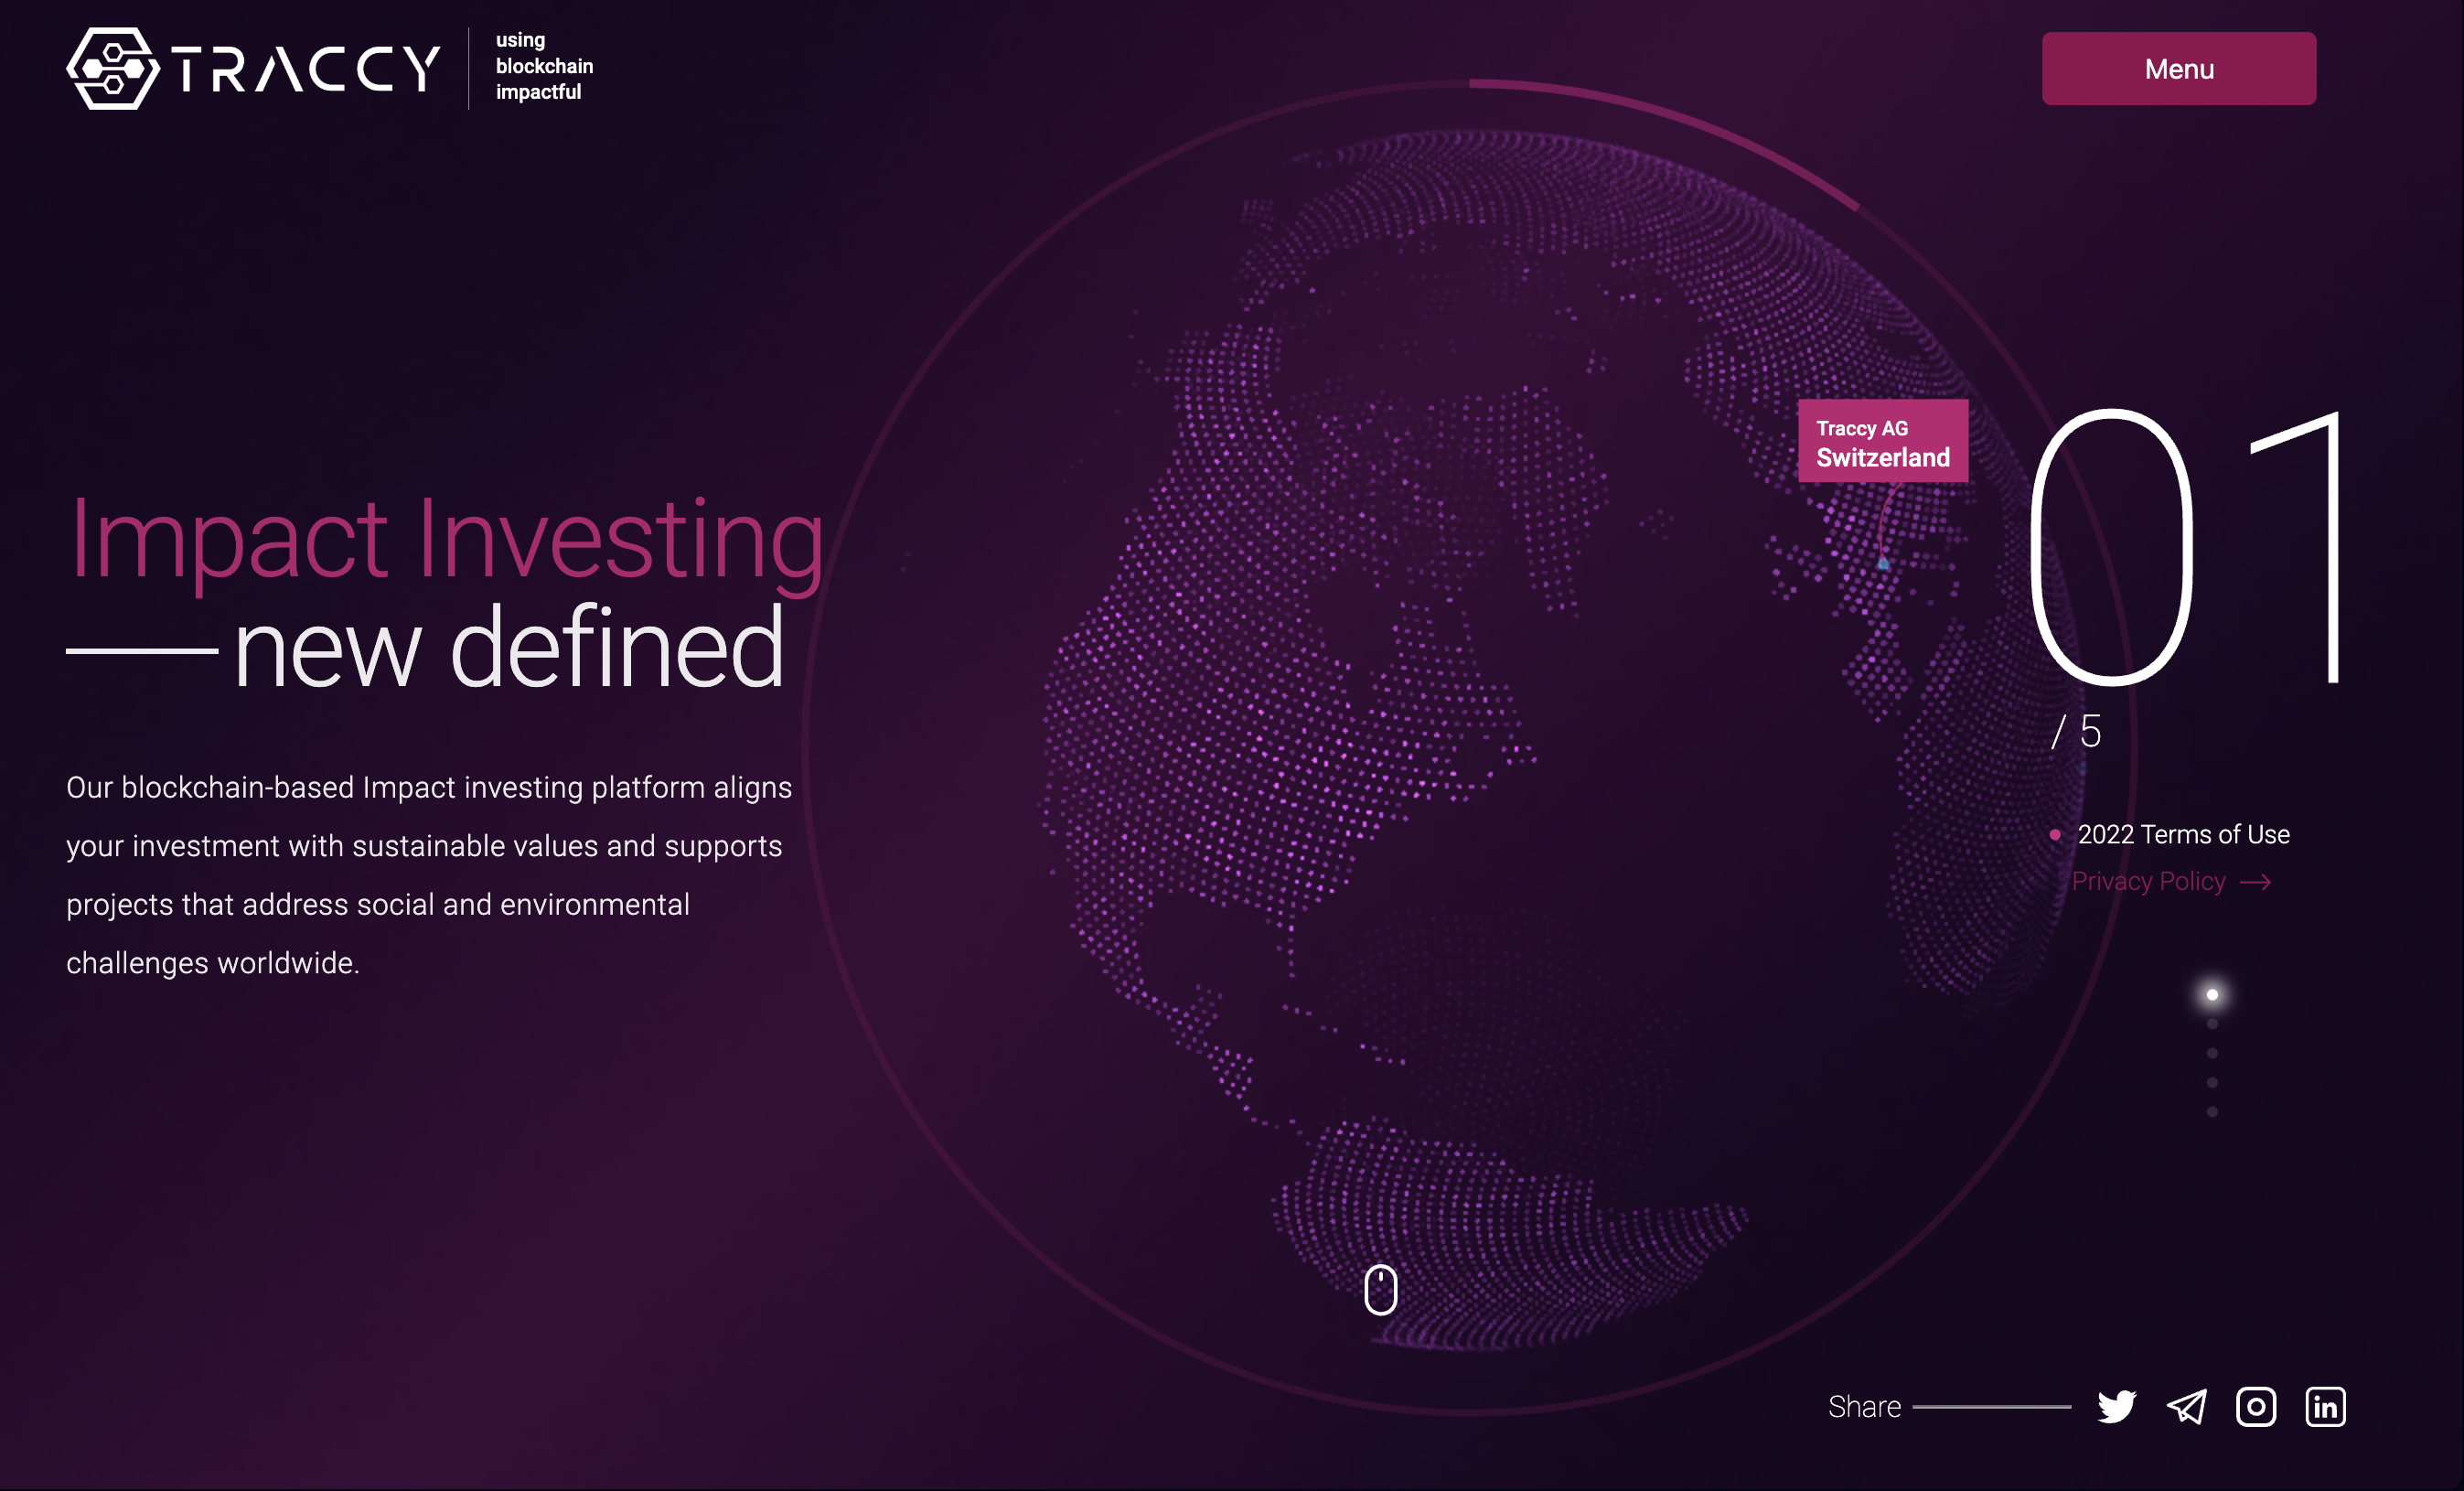 TRACCY
using
blockchain
impactful
Menu
Traccy AG
Switzerland
01
/ 5
Impact Investing
new defined
Our blockchain-based Impact investing platform aligns
your investment with sustainable values and supports
projects that address social and environmental
challenges worldwide.
2022 Terms of Use
Privacy Policy
Share
in